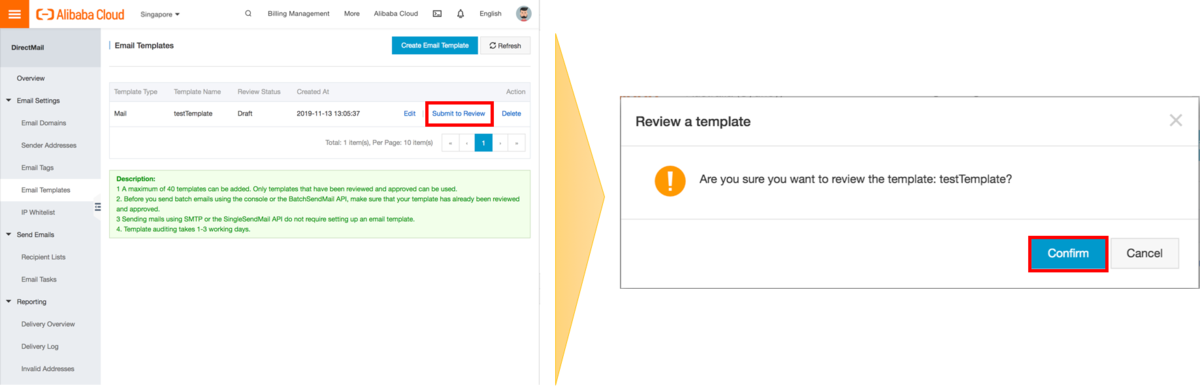 Alibaba Cloud
Singapore
Billing Management
More
Alibaba Cloud
English
DirectMail
Overview
Email Settings
Email Domains
Sender Addresses
Email Tags
Email Templates
IP Whitelist
Send Emails
Recipient Lists
Email Tasks
Reporting
Delivery Overview
Delivery Log
Invalid Addresses
Email Templates
Create Email Template
Refresh
Template Type Template Name Review Status Created At Action
Mail testTemplate Draft 2019-11-13 13:05:37 Edit | Submit to Review Delete
Total: 1 item(s), Per Page: 10 item(s) « ‹ 1 › »
Description:
1 A maximum of 40 templates can be added. Only templates that have been reviewed and approved can be used.
2. Before you send batch emails using the console or the BatchSendMail API, make sure that your template has already been reviewed
and approved.
3 Sending mails using SMTP or the SingleSendMail API do not require setting up an email template.
4. Template auditing takes 1-3 working days.
Review a template
Are you sure you want to review the template: testTemplate?
Confirm
Cancel